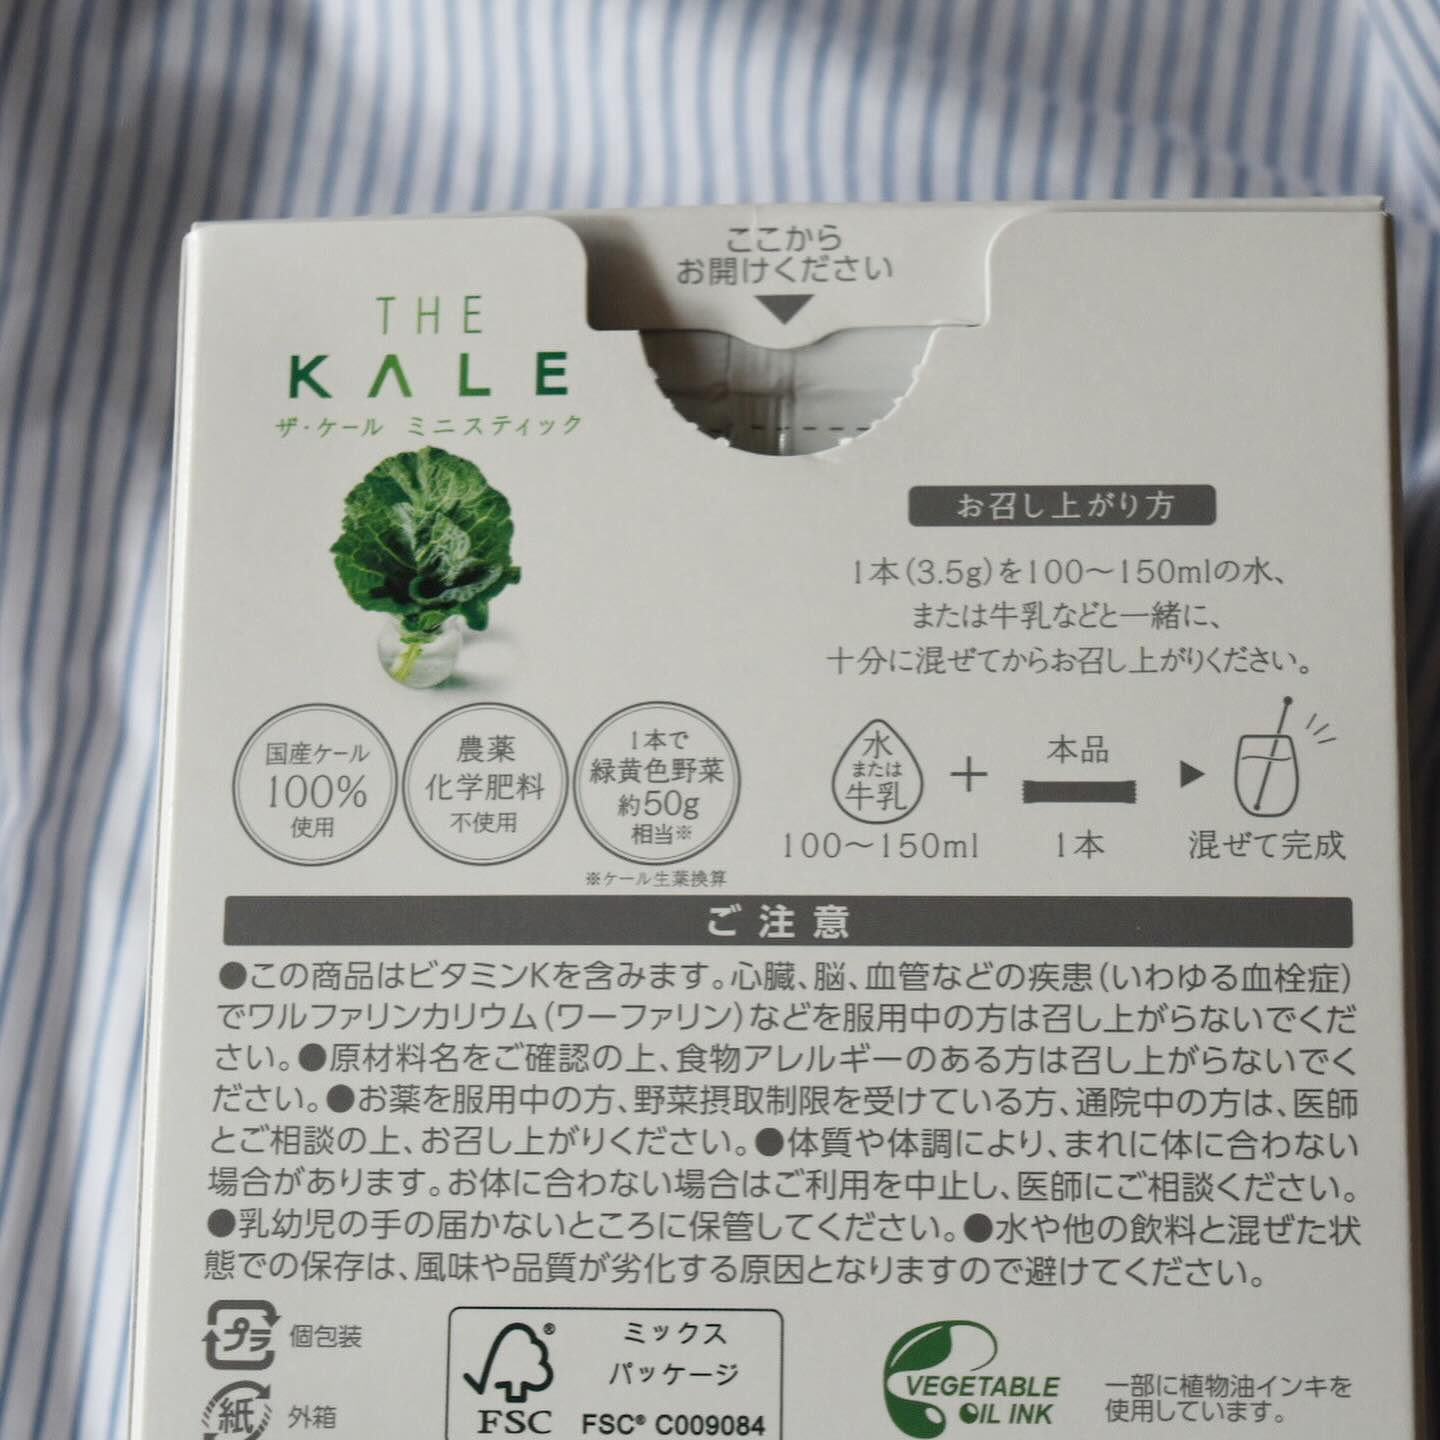 ここから
お開けください
THE
KALE
ザ・ケール ミニスティック
お召し上がり方
1本(3.5g)を100〜150mlの水、
または牛乳などと一緒に、
十分に混ぜてからお召し上がりください。
国産ケール
100%
使用
農薬
化学肥料
不使用
1本で
緑黄色野菜
約50g
相当※
※ケール生葉換算
水
または
牛乳
+
本品
100〜150ml
1本
混ぜて完成
ご注意
●この商品はビタミンKを含みます。心臓、脳、血管などの疾患(いわゆる血栓症)
でワルファリンカリウム(ワーファリン)などを服用中の方は召し上がらないでくだ
さい。●原材料名をご確認の上、食物アレルギーのある方は召し上がらないでく
ださい。●お薬を服用中の方、野菜摂取制限を受けている方、通院中の方は、医師
とご相談の上、お召し上がりください。●体質や体調により、まれに体に合わない
場合があります。お体に合わない場合はご利用を中止し、医師にご相談ください。
●乳幼児の手の届かないところに保管してください。●水や他の飲料と混ぜた状
態での保存は、風味や品質が劣化する原因となりますので避けてください。
プラ 個包装
紙 外箱
FSC®
ミックス
パッケージ
FSC® C009084
VEGETABLE
OIL INK
一部に植物油インキを
使用しています。